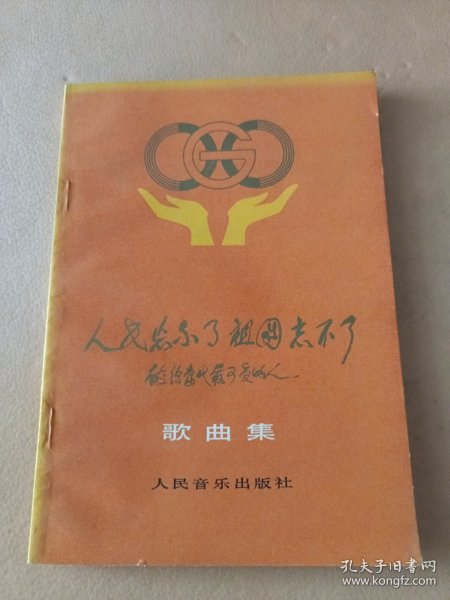 人民忘不了祖国忘不了
献给当代最可爱的人
歌曲集
人民音乐出版社
孔夫子旧书网
www.kongfz.com